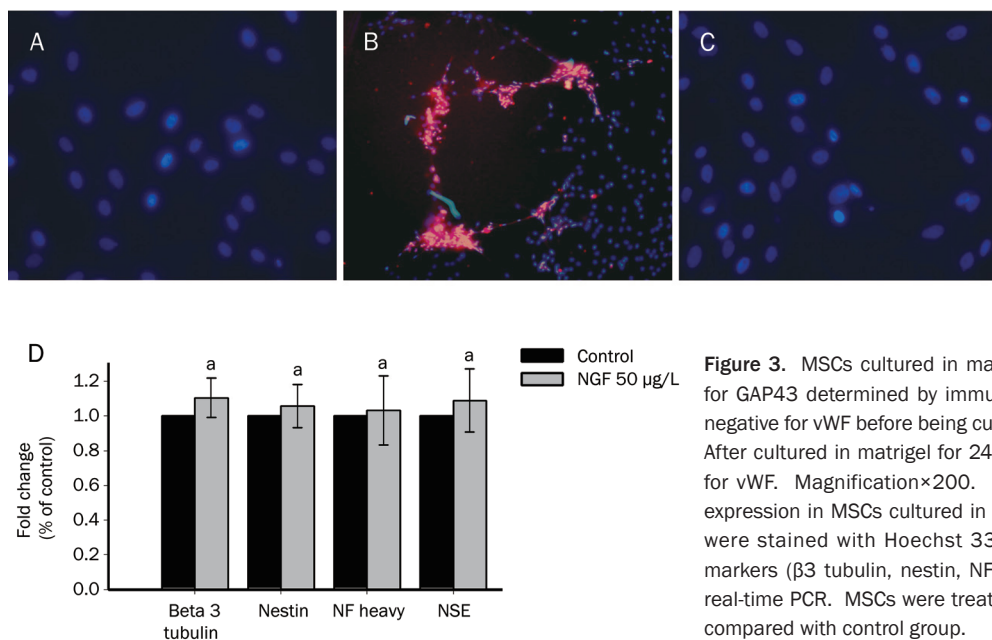 A
B
C
D
Control
NGF 50 µg/L
a
a
a
a
1.2
1.0
0.8
0.6
0.4
0.2
0.0
Fold change
(% of control)
Beta 3
tubulin
Nestin
NF heavy
NSE
Figure 3. MSCs cultured in ma
for GAP43 determined by immu
negative for vWF before being cu
After cultured in matrigel for 24
for vWF. Magnification×200.
expression in MSCs cultured in
were stained with Hoechst 33
markers (β3 tubulin, nestin, NF
real-time PCR. MSCs were treat
compared with control group.